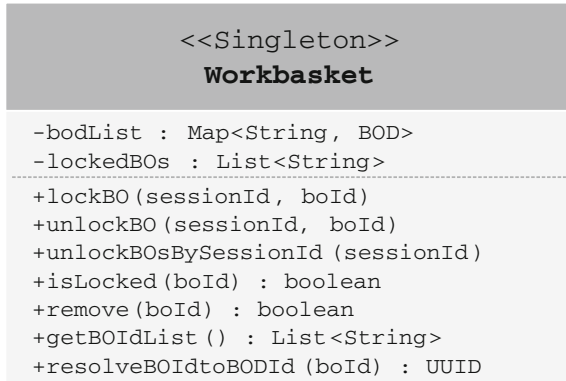 <<Singleton>>
Workbasket
-bodList : Map<String, BOD>
-lockedBOs : List<String>
+lockBO(sessionId, boId)
+unlockBO(sessionId, boId)
+unlockBOsBySessionId(sessionId)
+isLocked(boId) : boolean
+remove(boId) : boolean
+getBOIdList() : List<String>
+resolveBOIdtoBODId(boId) : UUID